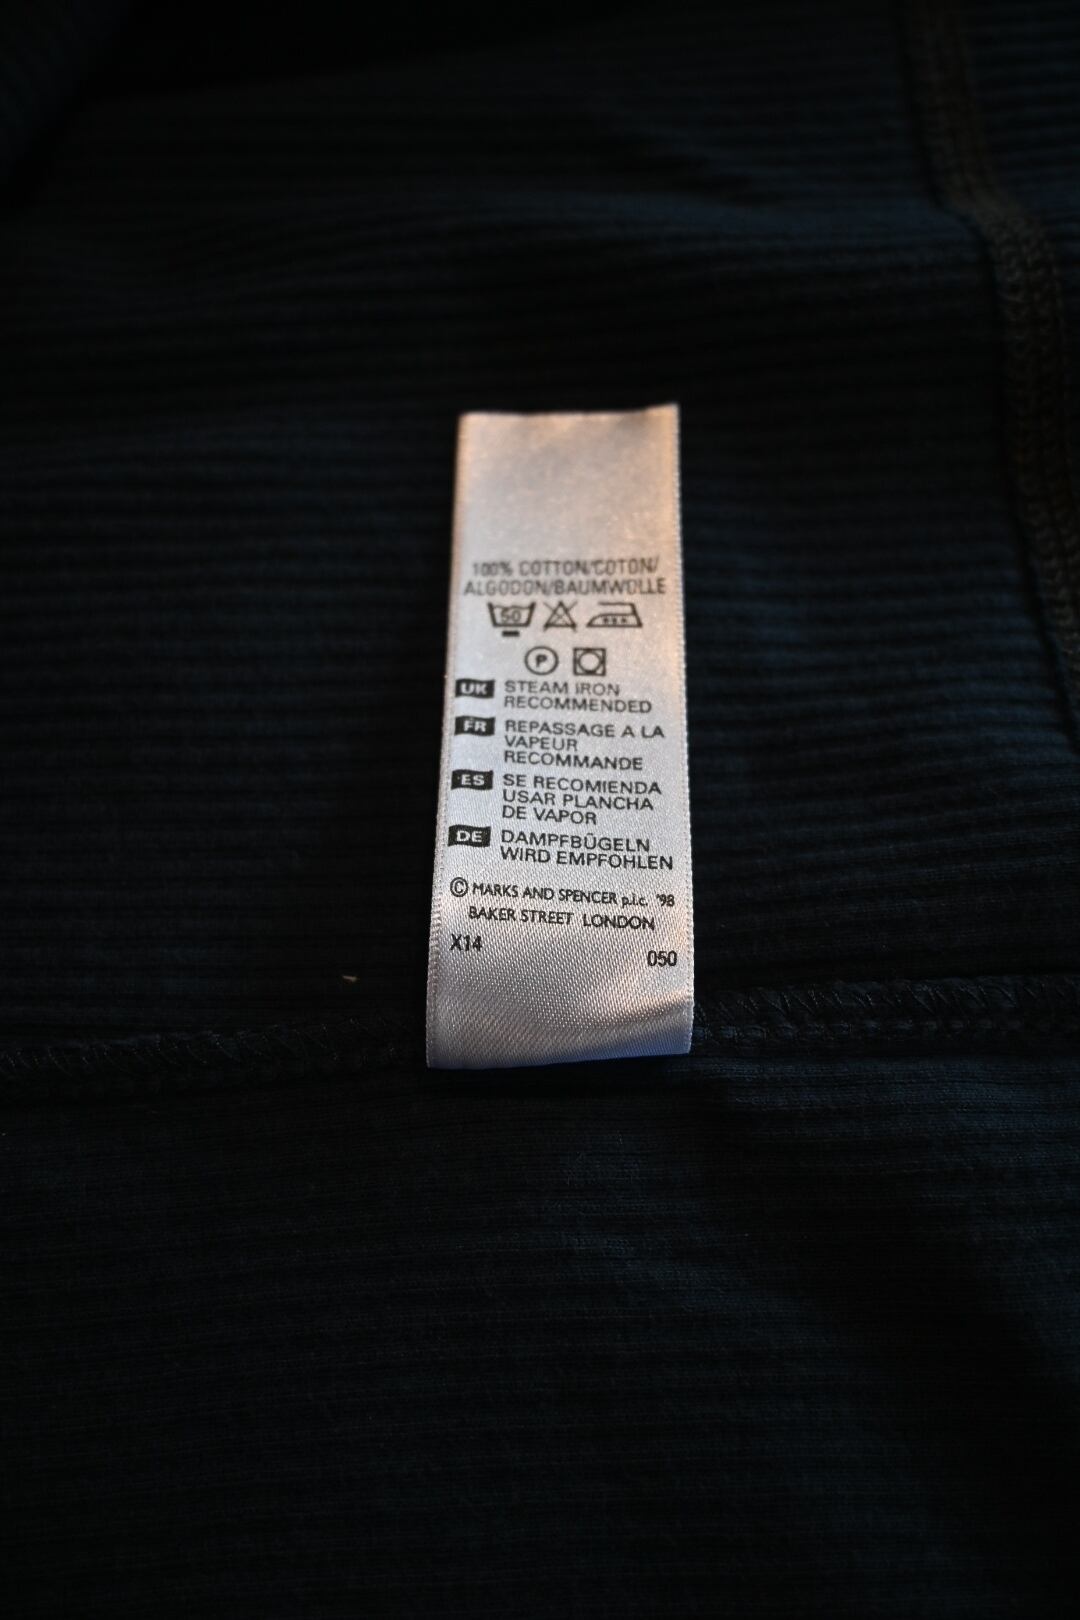 100% COTTON/COTON/
ALGODON/BAUMWOLLE
50
P
UK STEAM IRON
RECOMMENDED
FR REPASSAGE A LA
VAPEUR
RECOMMANDE
ES SE RECOMIENDA
USAR PLANCHA
DE VAPOR
DE DAMPFBÜGELN
WIRD EMPFOHLEN
© MARKS AND SPENCER p.l.c. '98
BAKER STREET LONDON
X14
050